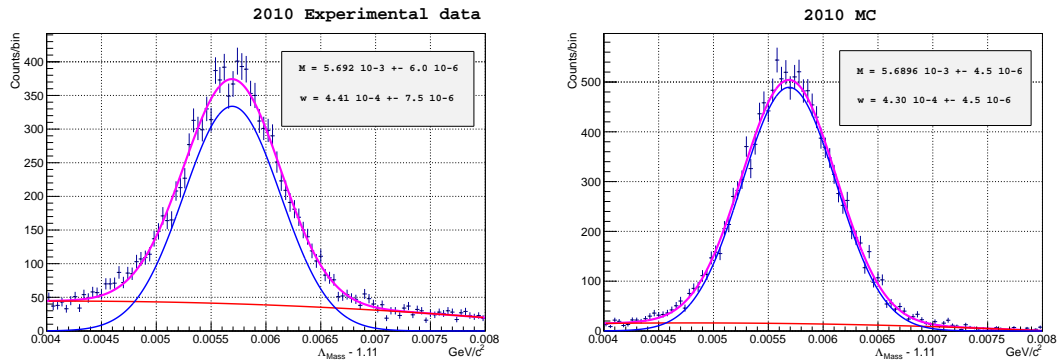 2010 Experimental data
Counts/bin
400
350
300
250
200
150
100
50
0
M = 5.692 10-3 +- 6.0 10-6
w = 4.41 10-4 +- 7.5 10-6
0.004 0.0045 0.005 0.0055 0.006 0.0065 0.007 0.0075 0.008
ΛMass - 1.11 GeV/c²
2010 MC
Counts/bin
500
400
300
200
100
0
M = 5.6896 10-3 +- 4.5 10-6
w = 4.30 10-4 +- 4.5 10-6
0.004 0.0045 0.005 0.0055 0.006 0.0065 0.007 0.0075 0.008
ΛMass - 1.11 GeV/c²